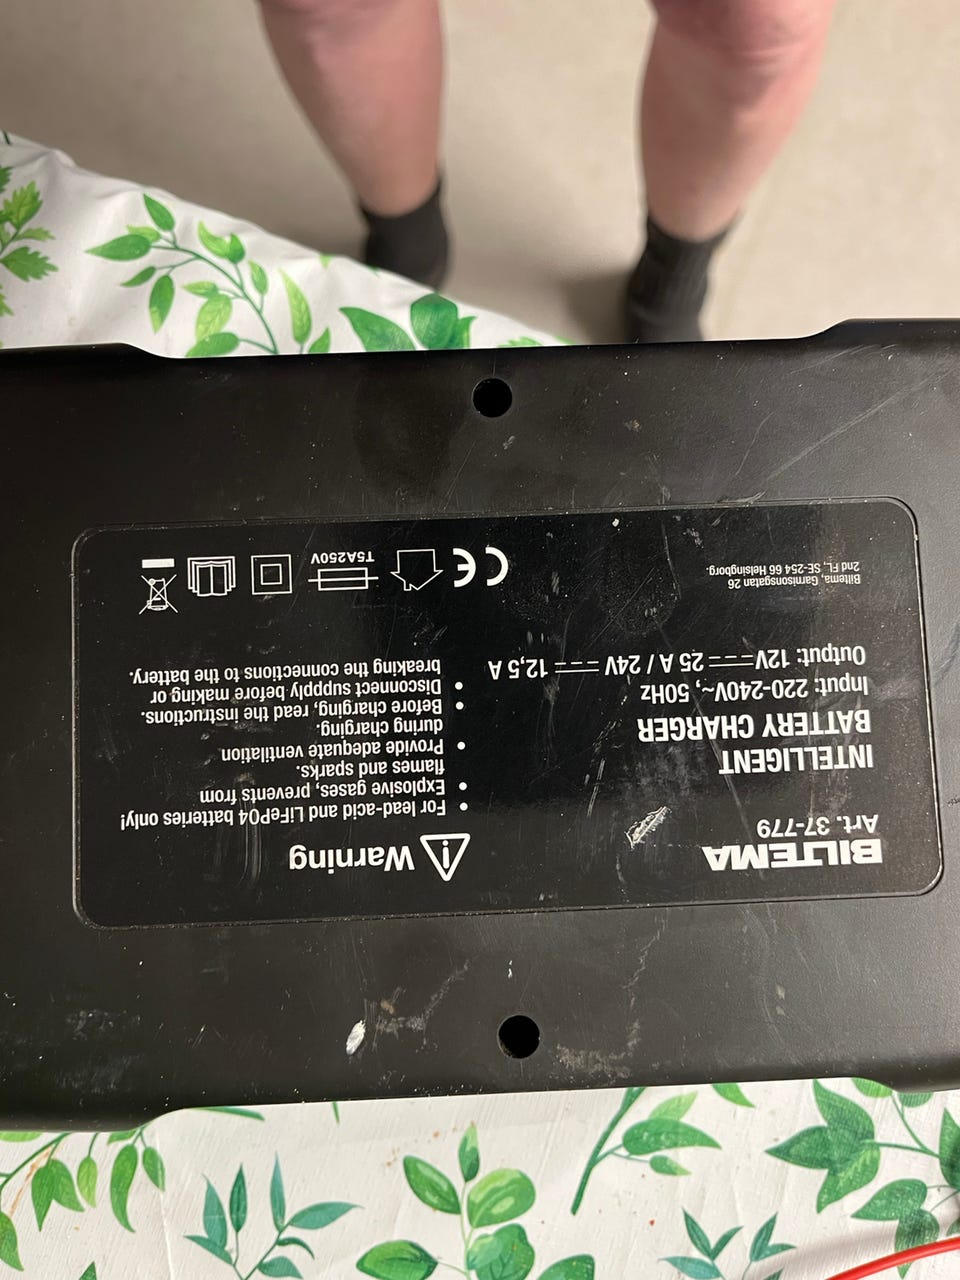 BILTEMA
Art. 37-779
INTELLIGENT
BATTERY CHARGER
Input: 220-240V~, 50Hz
Output: 12V⎓25 A / 24V ⎓ 12,5 A
Biltema, Garnisonsgatan 26
2nd FL, SE-254 66 Helsingborg.
Warning
• For lead-acid and LiFePO4 batteries only!
• Explosive gases, prevents from
flames and sparks.
• Provide adequate ventilation
during charging.
• Before charging, read the instructions.
• Disconnect suppply before making or
breaking the connections to the battery.
CE
T5A250V